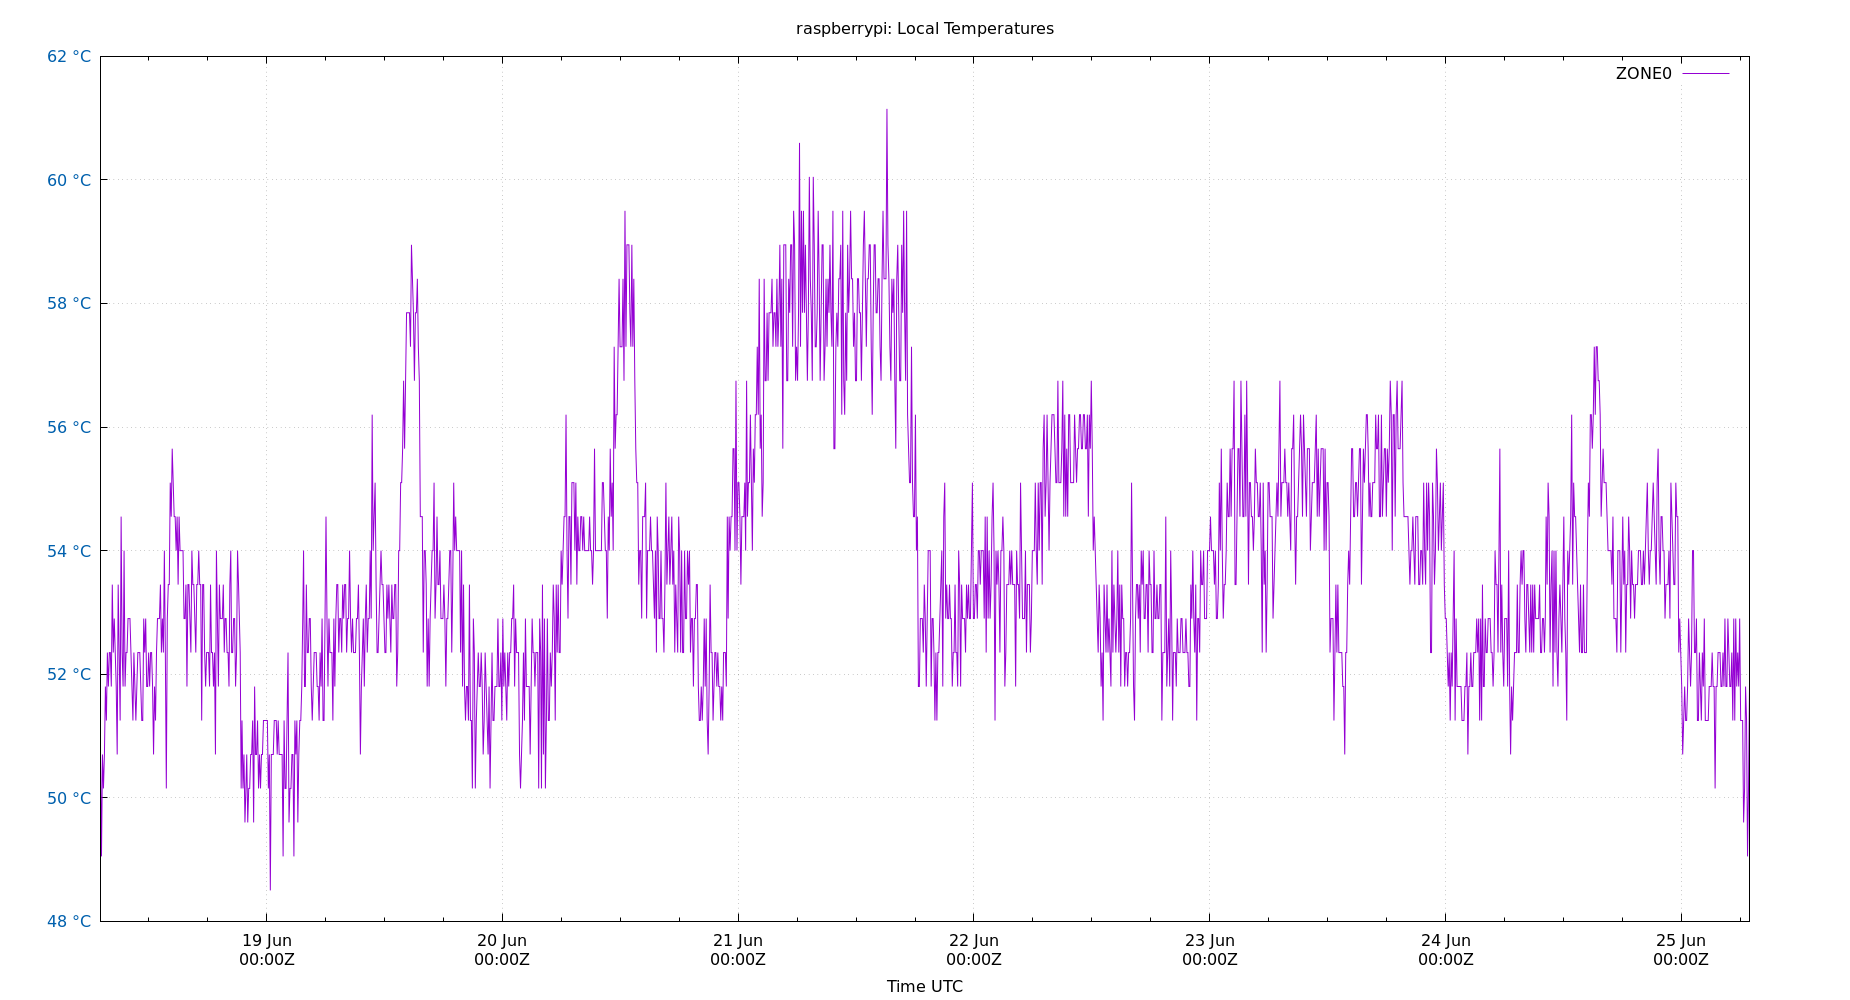 raspberrypi: Local Temperatures
62 °C
ZONE0
60 °C
58 °C
56 °C
54 °C
52 °C
50 °C
48 °C
19 Jun 20 Jun 21 Jun 22 Jun 23 Jun 24 Jun 25 Jun
00:00Z 00:00Z 00:00Z 00:00Z 00:00Z 00:00Z 00:00Z
Time UTC